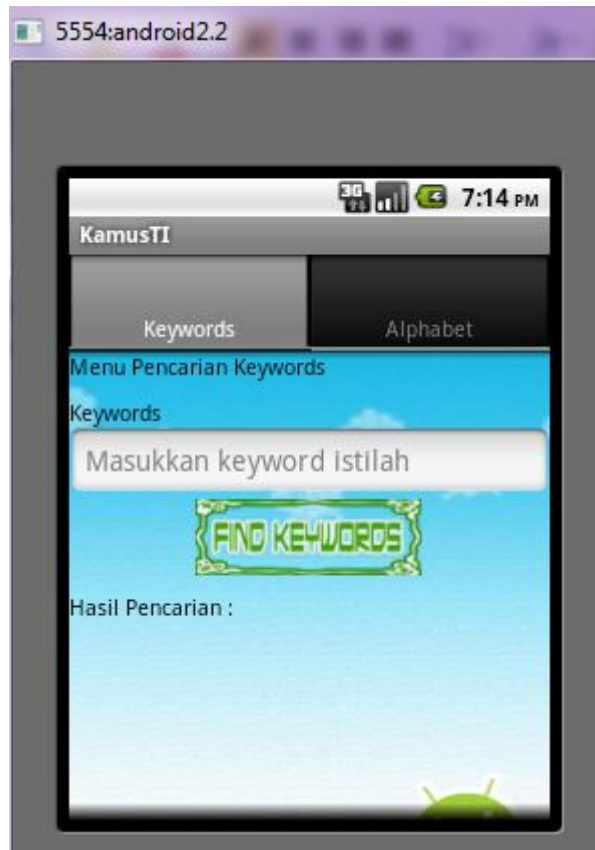 5554:android2.2
3G 7:14 PM
KamusTI
Keywords Alphabet
Menu Pencarian Keywords
Keywords
Masukkan keyword istilah
FIND KEYWORDS
Hasil Pencarian :